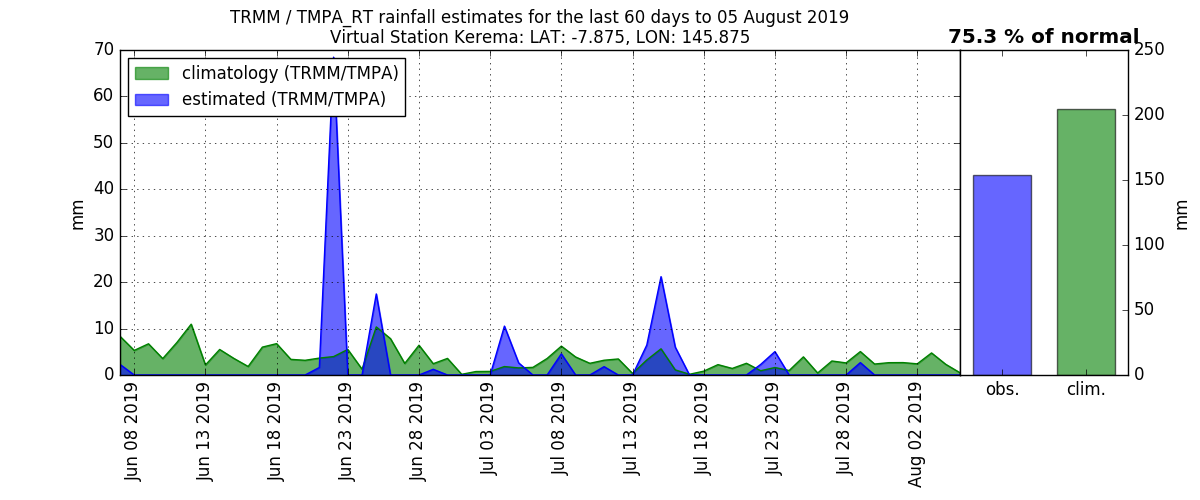 TRMM / TMPA_RT rainfall estimates for the last 60 days to 05 August 2019
Virtual Station Kerema: LAT: -7.875, LON: 145.875
75.3 % of normal
climatology (TRMM/TMPA)
estimated (TRMM/TMPA)
70
60
50
40
30
20
10
0
mm
Jun 08 2019
Jun 13 2019
Jun 18 2019
Jun 23 2019
Jun 28 2019
Jul 03 2019
Jul 08 2019
Jul 13 2019
Jul 18 2019
Jul 23 2019
Jul 28 2019
Aug 02 2019
obs.
clim.
250
200
150
100
50
0
mm